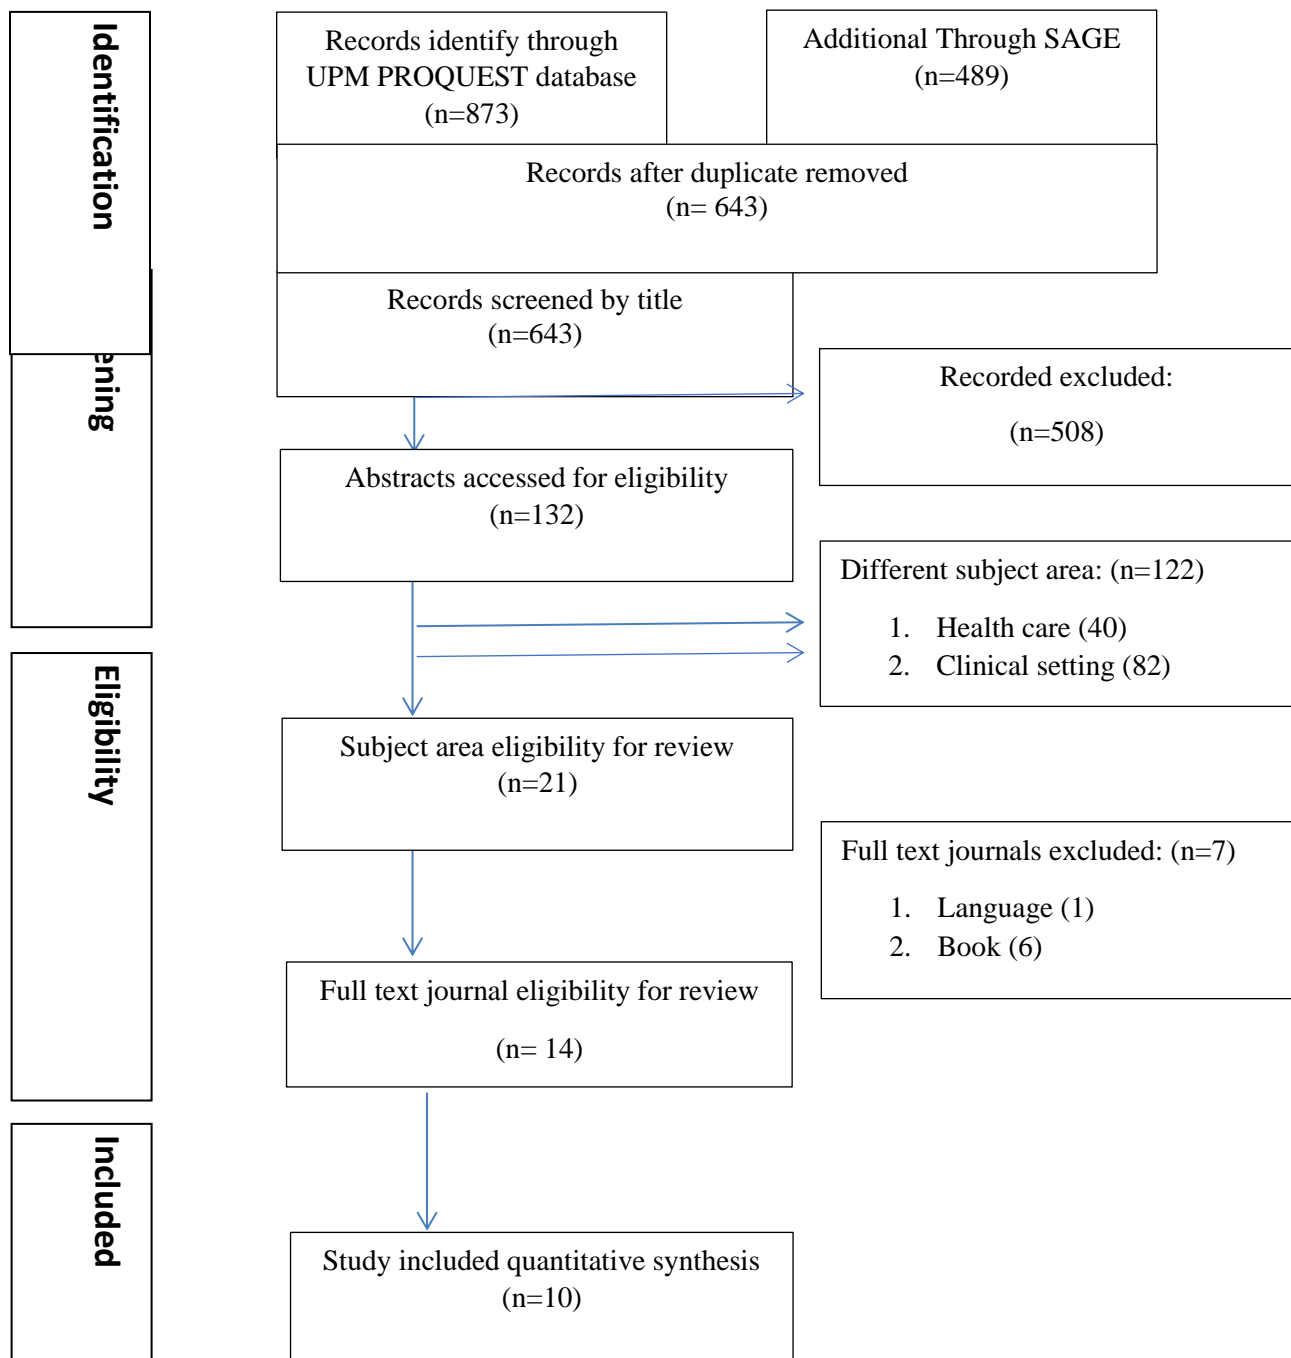 Identification
Records identify through
UPM PROQUEST database
(n=873)
Additional Through SAGE
(n=489)
Records after duplicate removed
(n= 643)
ening
Records screened by title
(n=643)
Recorded excluded:
(n=508)
Abstracts accessed for eligibility
(n=132)
Different subject area: (n=122)
1. Health care (40)
2. Clinical setting (82)
Eligibility
Subject area eligibility for review
(n=21)
Full text journals excluded: (n=7)
1. Language (1)
2. Book (6)
Full text journal eligibility for review
(n= 14)
Included
Study included quantitative synthesis
(n=10)